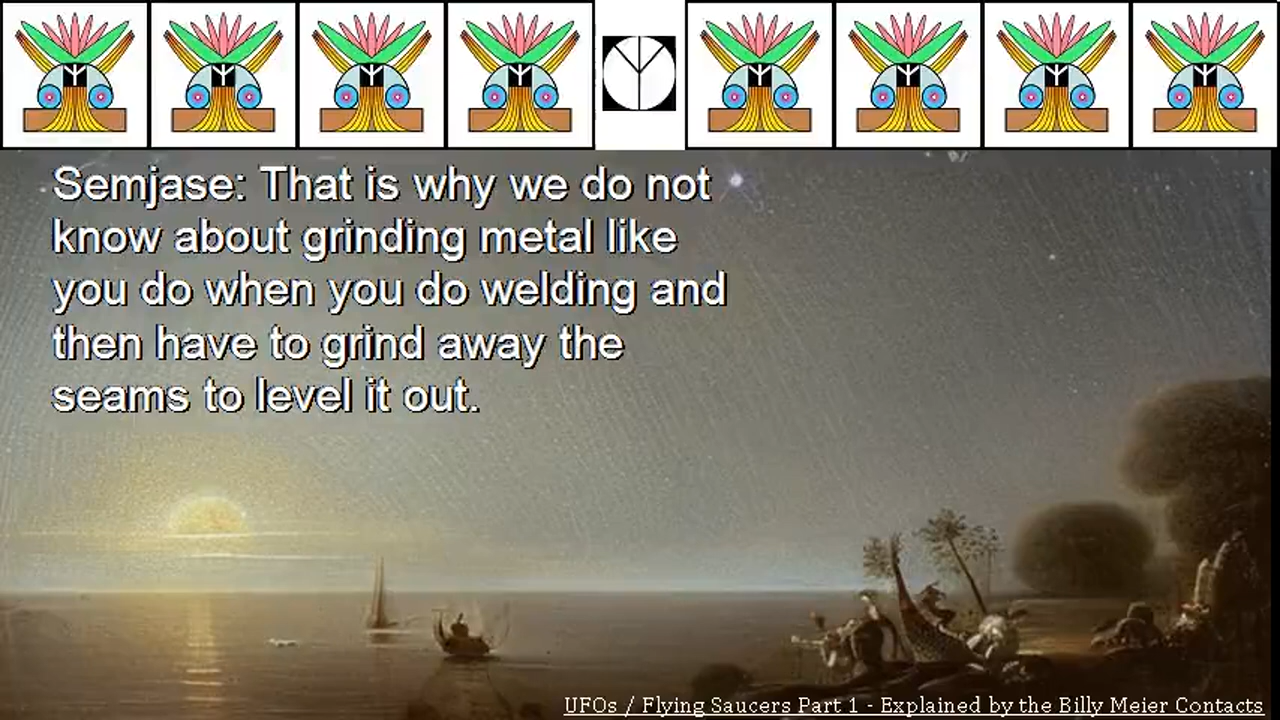 Semjase: That is why we do not
know about grinding metal like
you do when you do welding and
then have to grind away the
seams to level it out.
UFOs / Flying Saucers Part 1 - Explained by the Billy Meier Contacts